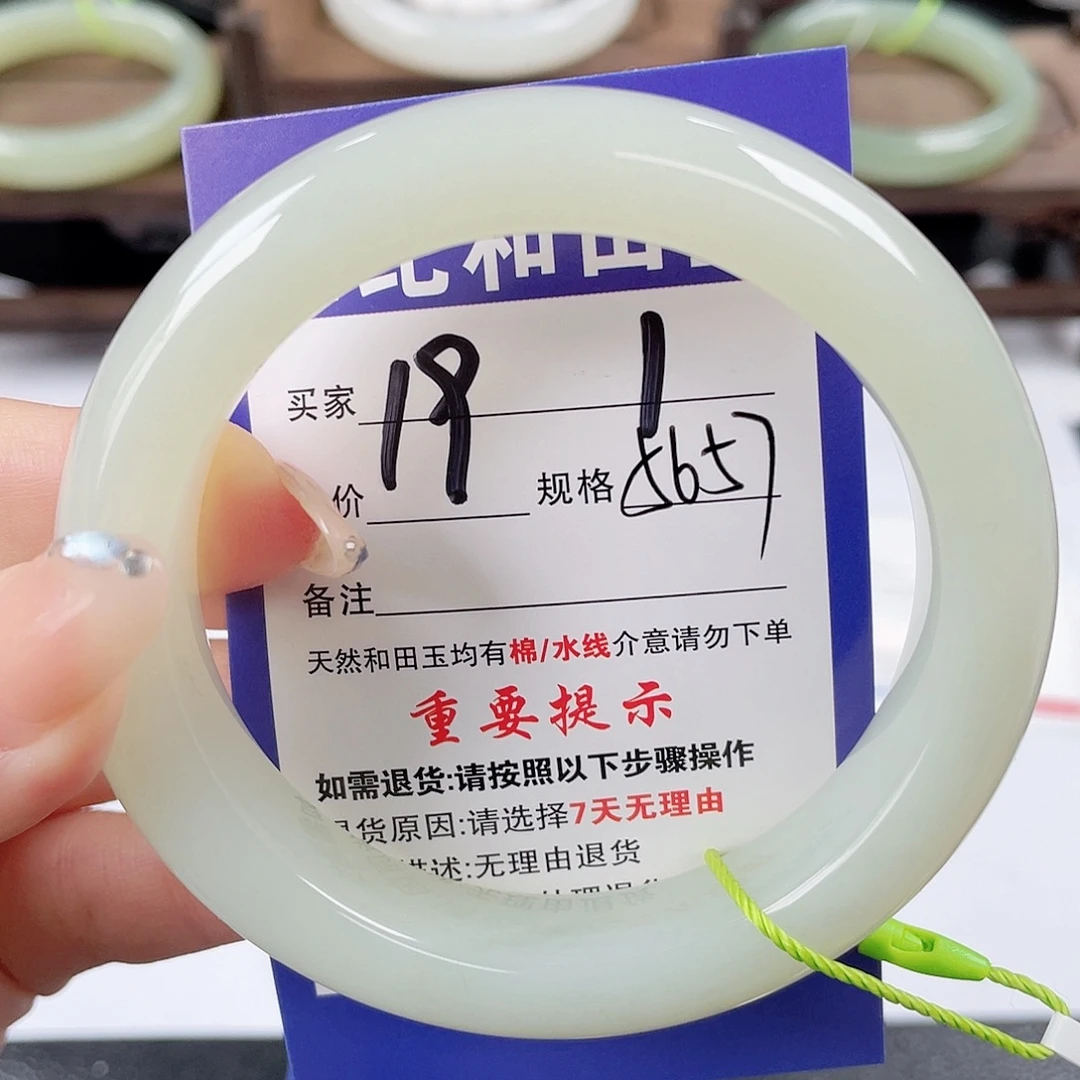 和田
买家 19 1
价 规格 5657
备注
天然和田玉均有棉/水线介意请勿下单
重要提示
如需退货:请按照以下步骤操作
退货原因:请选择7天无理由
描述:无理由退货